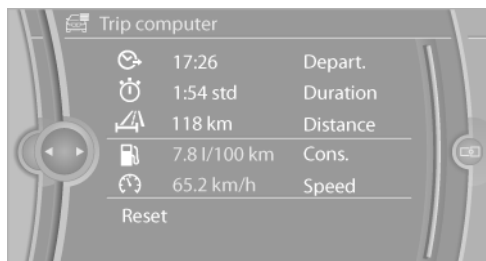 Trip computer
17:26 Depart.
1:54 std Duration
118 km Distance
7.8 l/100 km Cons.
65.2 km/h Speed
Reset